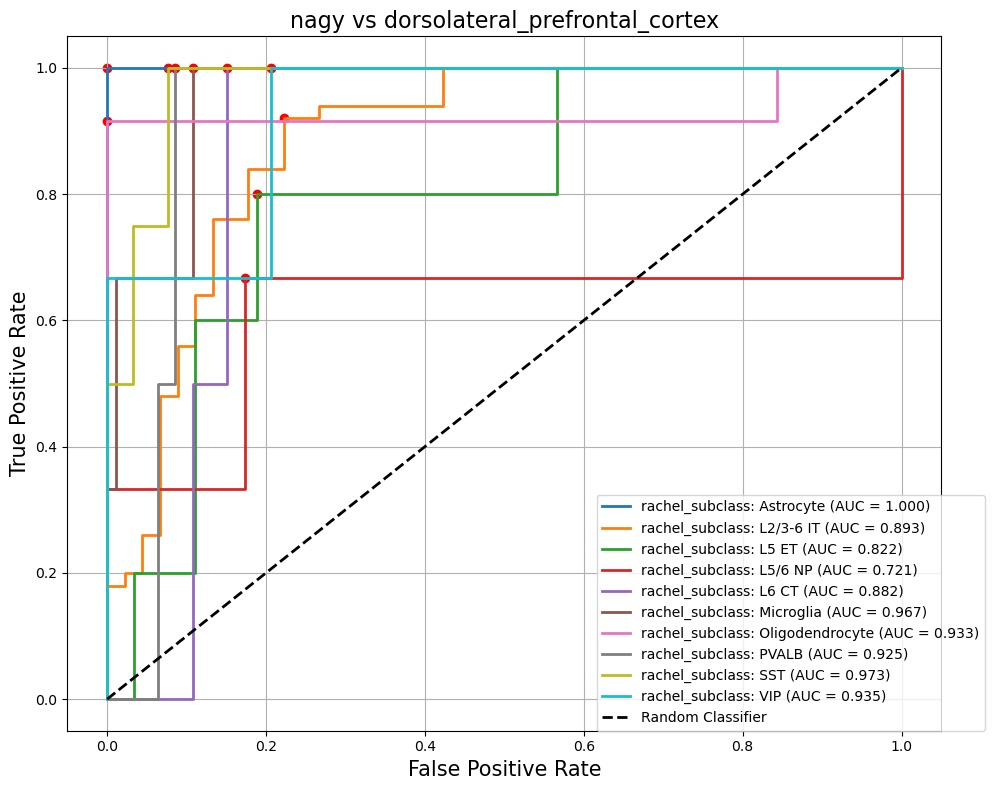 nagy vs dorsolateral_prefrontal_cortex
True Positive Rate
1.0
0.8
0.6
0.4
0.2
0.0
rachel_subclass: Astrocyte (AUC = 1.000)
rachel_subclass: L2/3-6 IT (AUC = 0.893)
rachel_subclass: L5 ET (AUC = 0.822)
rachel_subclass: L5/6 NP (AUC = 0.721)
rachel_subclass: L6 CT (AUC = 0.882)
rachel_subclass: Microglia (AUC = 0.967)
rachel_subclass: Oligodendrocyte (AUC = 0.933)
rachel_subclass: PVALB (AUC = 0.925)
rachel_subclass: SST (AUC = 0.973)
rachel_subclass: VIP (AUC = 0.935)
Random Classifier
0.0 0.2 0.4 0.6 0.8 1.0
False Positive Rate